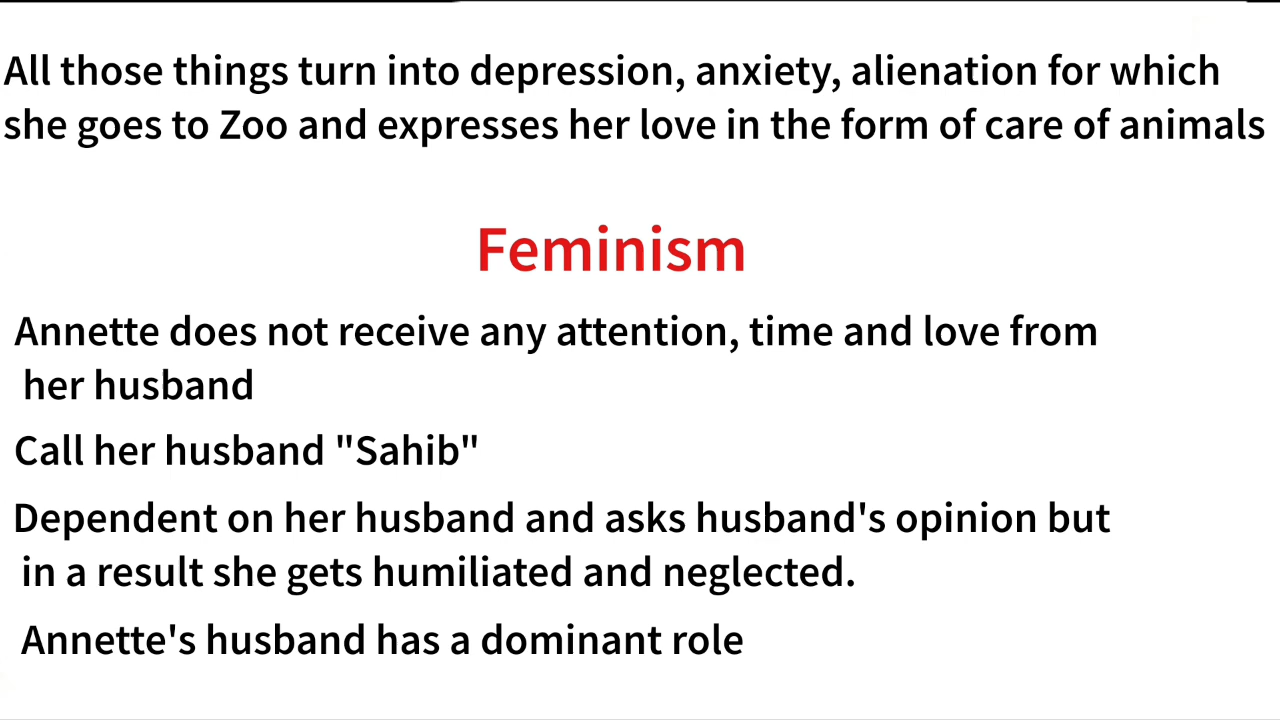 All those things turn into depression, anxiety, alienation for which
she goes to Zoo and expresses her love in the form of care of animals
Feminism
Annette does not receive any attention, time and love from
her husband
Call her husband "Sahib"
Dependent on her husband and asks husband's opinion but
in a result she gets humiliated and neglected.
Annette's husband has a dominant role